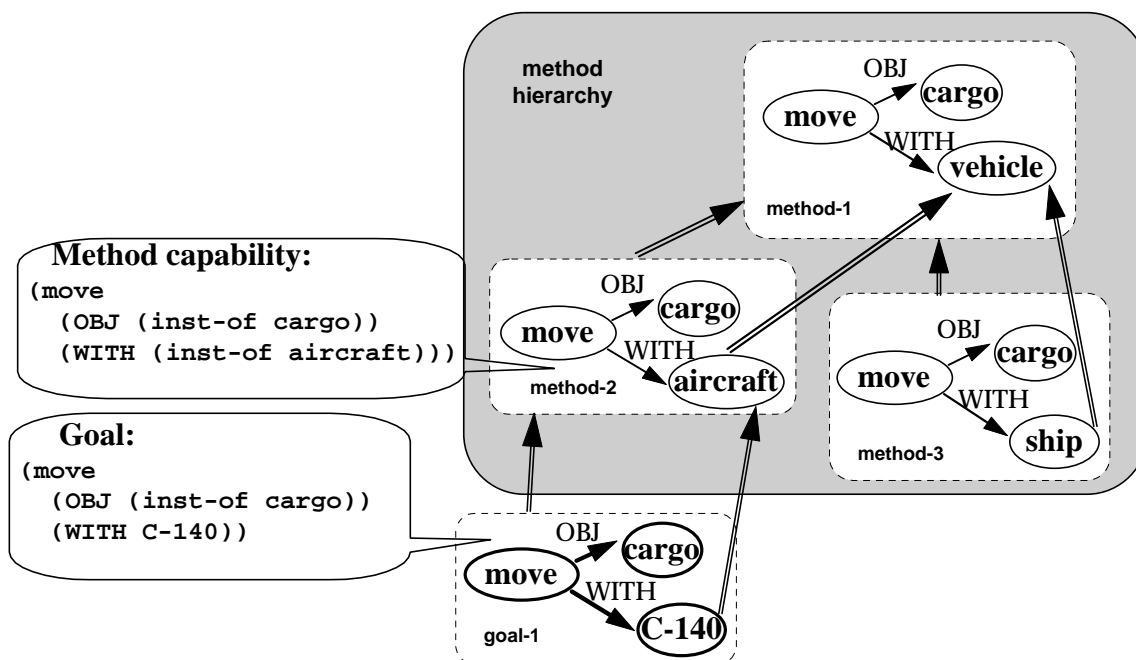 method
hierarchy
OBJ
cargo
move
WITH
vehicle
method-1
Method capability:
(move
(OBJ (inst-of cargo))
(WITH (inst-of aircraft)))
OBJ
cargo
move
WITH
aircraft
method-2
OBJ
cargo
move
WITH
ship
method-3
Goal:
(move
(OBJ (inst-of cargo))
(WITH C-140))
OBJ
cargo
move
WITH
C-140
goal-1